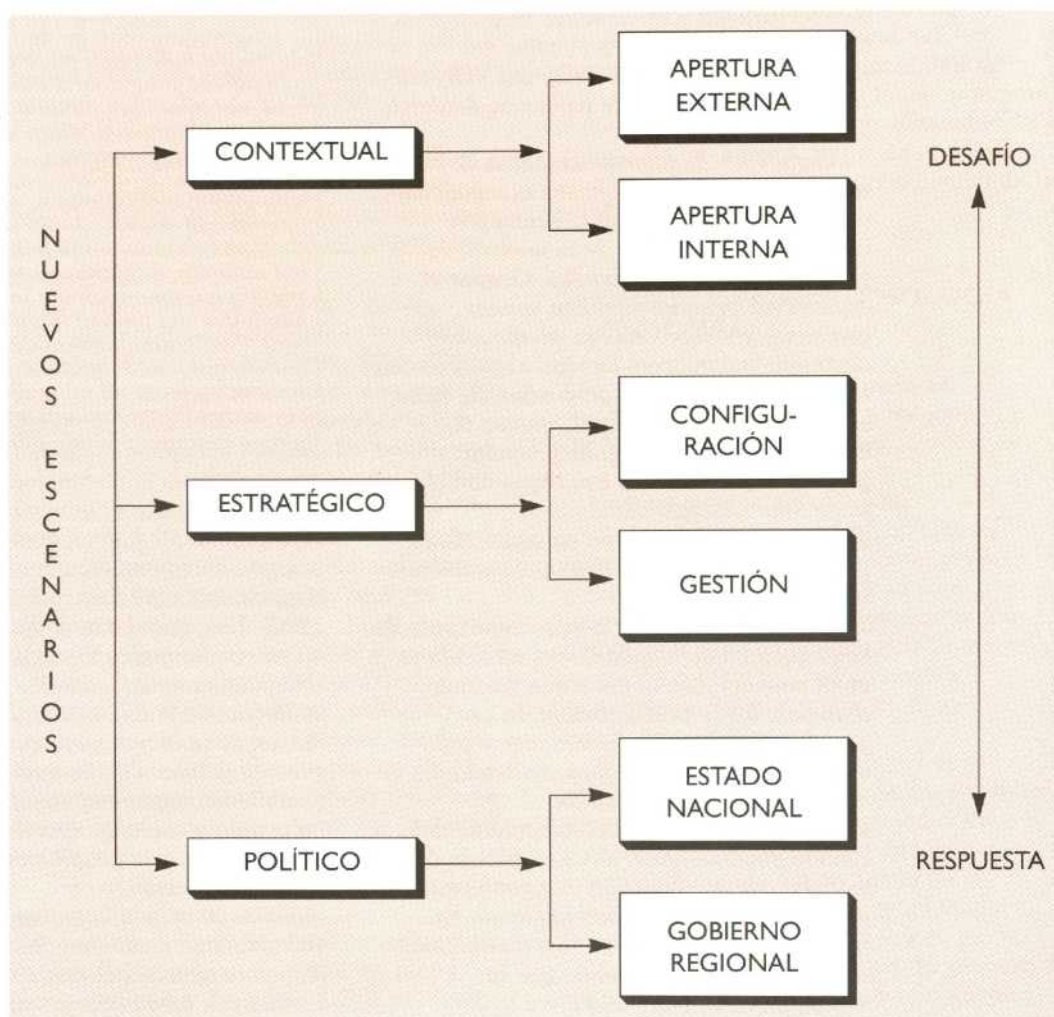 NUEVOS ESCENARIOS
CONTEXTUAL
APERTURA
EXTERNA
APERTURA
INTERNA
ESTRATÉGICO
CONFIGU-
RACIÓN
GESTIÓN
POLÍTICO
ESTADO
NACIONAL
GOBIERNO
REGIONAL
DESAFÍO
RESPUESTA